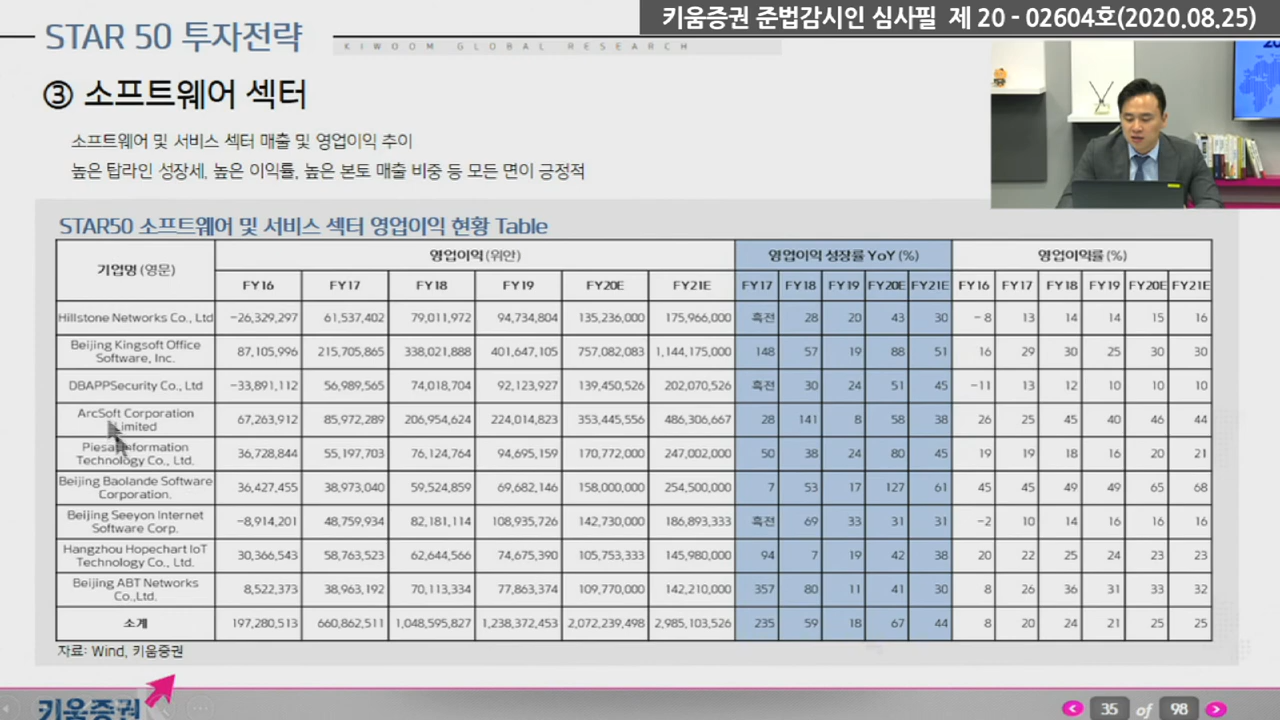 키움증권 준법감시인 심사필 제 20 - 02604호(2020.08.25)
STAR 50 투자전략
KIWOOM GLOBAL RESEARCH
③ 소프트웨어 섹터
소프트웨어 및 서비스 섹터 매출 및 영업이익 추이
높은 탑라인 성장세, 높은 이익률, 높은 본토 매출 비중 등 모든 면이 긍정적
STAR50 소프트웨어 및 서비스 섹터 영업이익 현황 Table
기업명 (영문) 영업이익 (위안) 영업이익 성장률 YoY (%) 영업이익률 (%)
FY16 FY17 FY18 FY19 FY20E FY21E FY17 FY18 FY19 FY20E FY21E FY16 FY17 FY18 FY19 FY20E FY21E
Hillstone Networks Co., Ltd -26,329,297 61,537,402 79,011,972 94,734,804 135,236,000 175,966,000 흑전 28 20 43 30 -8 13 14 14 15 16
Beijing Kingsoft Office
Software, Inc. 87,105,996 215,705,865 338,021,888 401,647,105 757,082,083 1,144,175,000 148 57 19 88 51 16 29 30 25 30 30
DBAPPSecurity Co., Ltd -33,891,112 56,989,565 74,018,704 92,123,927 139,450,526 202,070,526 흑전 30 24 51 45 -11 13 12 10 10 10
ArcSoft Corporation
Limited 67,263,912 85,972,289 206,954,624 224,014,823 353,445,556 486,306,667 28 141 8 58 38 26 25 45 40 46 44
Piesat Information
Technology Co., Ltd. 36,728,844 55,197,703 76,124,764 94,695,159 170,772,000 247,002,000 50 38 24 80 45 19 19 18 16 20 21
Beijing Baolande Software
Corporation. 36,427,455 38,973,040 59,524,859 69,682,146 158,000,000 254,500,000 7 53 17 127 61 45 45 49 49 65 68
Beijing Seeyon Internet
Software Corp. -8,914,201 48,759,934 82,181,114 108,935,726 142,730,000 186,893,333 흑전 69 33 31 31 -2 10 14 16 16 16
Hangzhou Hopechart IoT
Technology Co., Ltd. 30,366,543 58,763,523 62,644,566 74,675,390 105,753,333 145,980,000 94 7 19 42 38 20 22 25 24 23 23
Beijing ABT Networks
Co.,Ltd. 8,522,373 38,963,192 70,113,334 77,863,374 109,770,000 142,210,000 357 80 11 41 30 8 26 36 31 33 32
소계 197,280,513 660,862,511 1,048,595,827 1,238,372,453 2,072,239,498 2,985,103,526 235 59 18 67 44 8 20 24 21 25 25
자료: Wind, 키움증권
키움증권
35 of 98